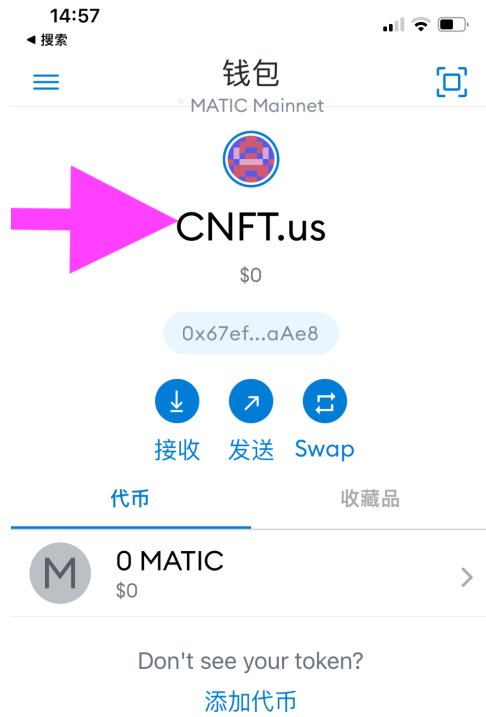 14:57
◀ 搜索
钱包
MATIC Mainnet
CNFT.us
$0
0x67ef...aAe8
接收 发送 Swap
代币 收藏品
M 0 MATIC
$0
Don't see your token?
添加代币